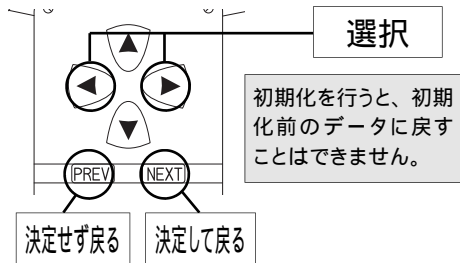 選択
初期化を行うと、初期
化前のデータに戻す
ことはできません。
PREV
NEXT
決定せず戻る
決定して戻る